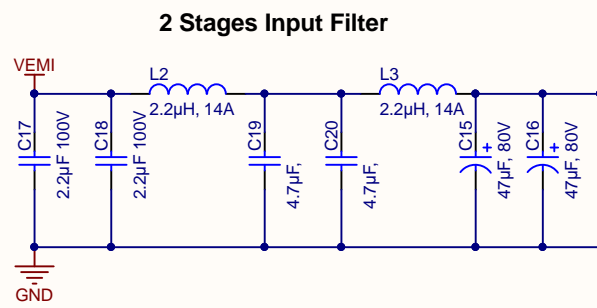 2 Stages Input Filter
VEMI
L2
2.2µH, 14A
L3
2.2µH, 14A
C17
2.2µF 100V
C18
2.2µF 100V
C19
4.7µF,
C20
4.7µF,
C15
47µF, 80V
C16
47µF, 80V
+
+
GND